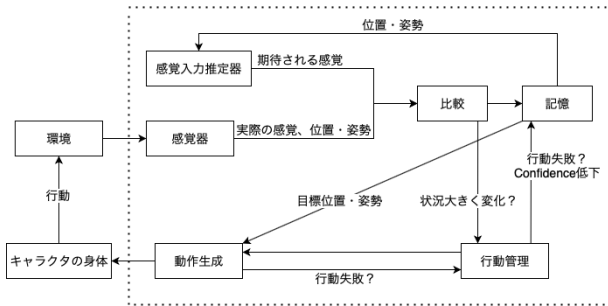 位置・姿勢
感覚入力推定器
期待される感覚
比較
記憶
環境
感覚器
実際の感覚、位置・姿勢
行動失敗？
Confidence低下
行動
目標位置・姿勢
状況大きく変化？
キャラクタの身体
動作生成
行動管理
行動失敗？